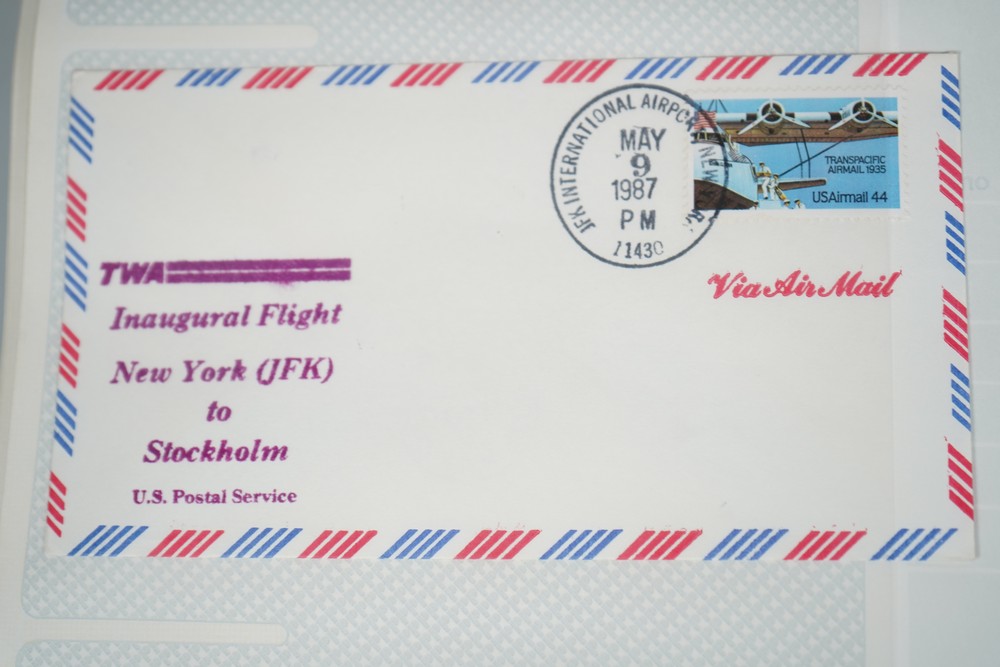 JFK INTERNATIONAL AIRPOR
MAY
9
1987
PM
11430
TRANSPACIFIC
AIRMAIL 1935
USAirmail 44
Via Air Mail
TWA
Inaugural Flight
New York (JFK)
to
Stockholm
U.S. Postal Service